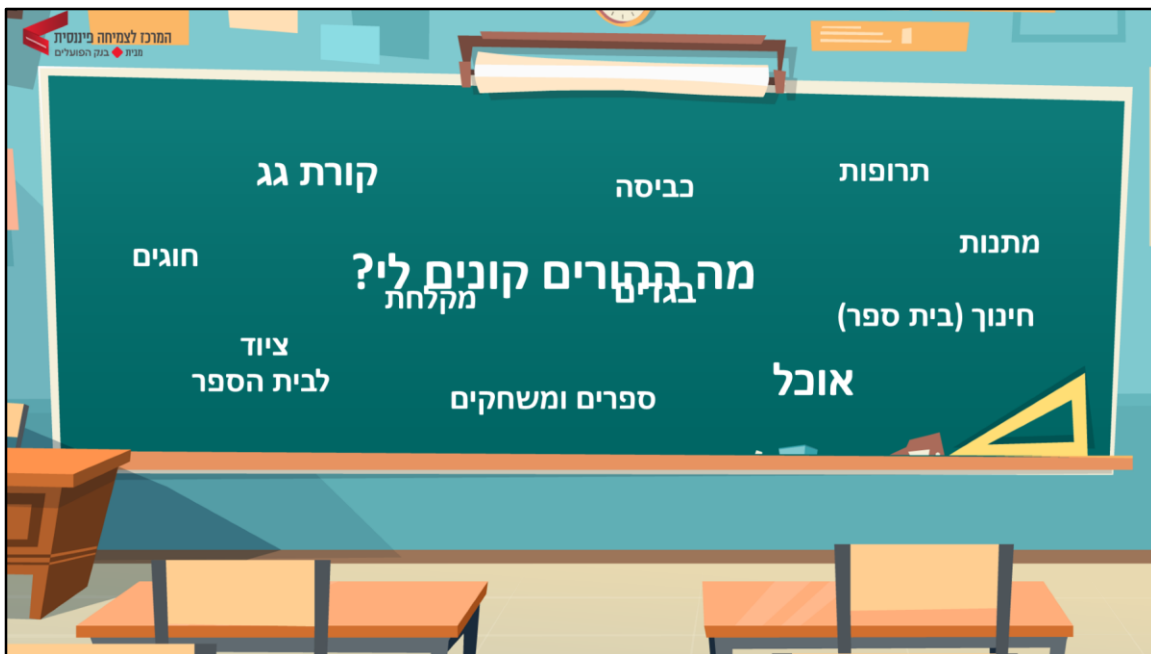 המרכז לצמיחה פיננסית
מבית בנק הפועלים
קורת גג
כביסה
תרופות
חוגים
מה ההורים קונים לי?
מתנות
מקלחת
בגדים
חינוך (בית ספר)
ציוד
לבית הספר
ספרים ומשחקים
אוכל